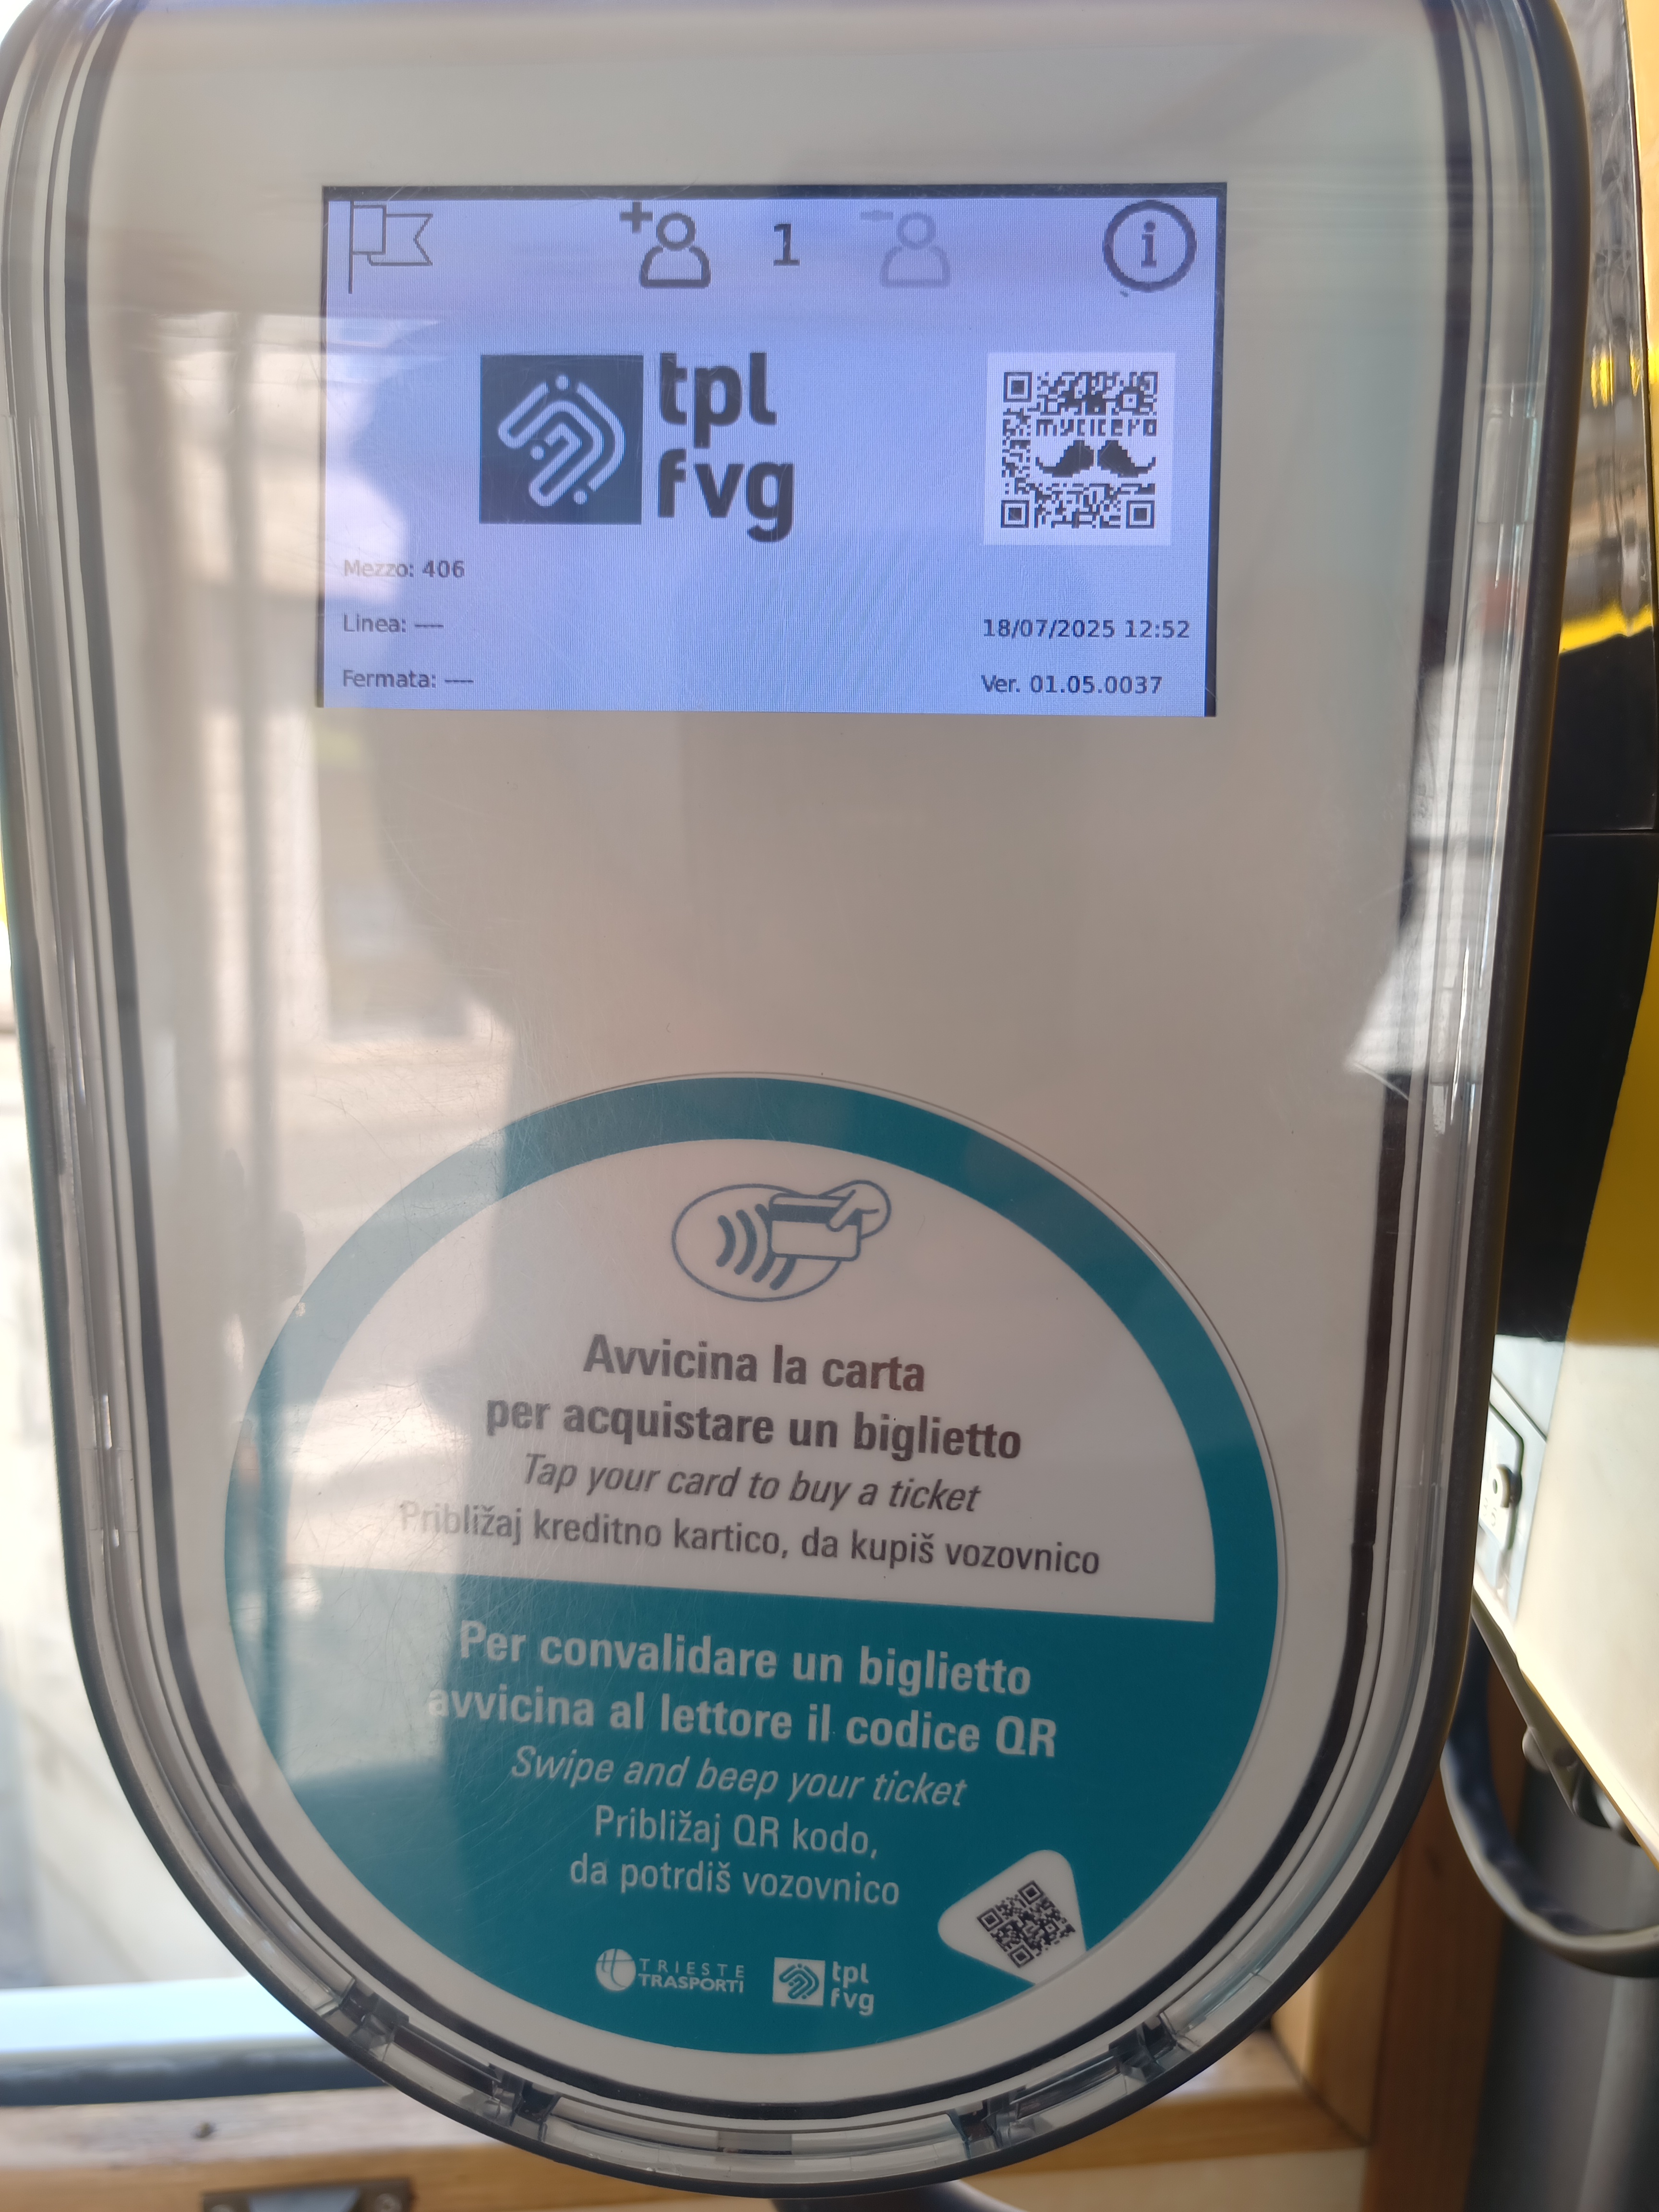 1
i
tpl
fvg
mycicero
Mezzo: 406
Linea: ---
18/07/2025 12:52
Fermata: ---
Ver. 01.05.0037
Avvicina la carta
per acquistare un biglietto
Tap your card to buy a ticket
Približaj kreditno kartico, da kupiš vozovnico
Per convalidare un biglietto
avvicina al lettore il codice QR
Swipe and beep your ticket
Približaj QR kodo,
da potrdiš vozovnico
TRIESTE
TRASPORTI
tpl
fvg